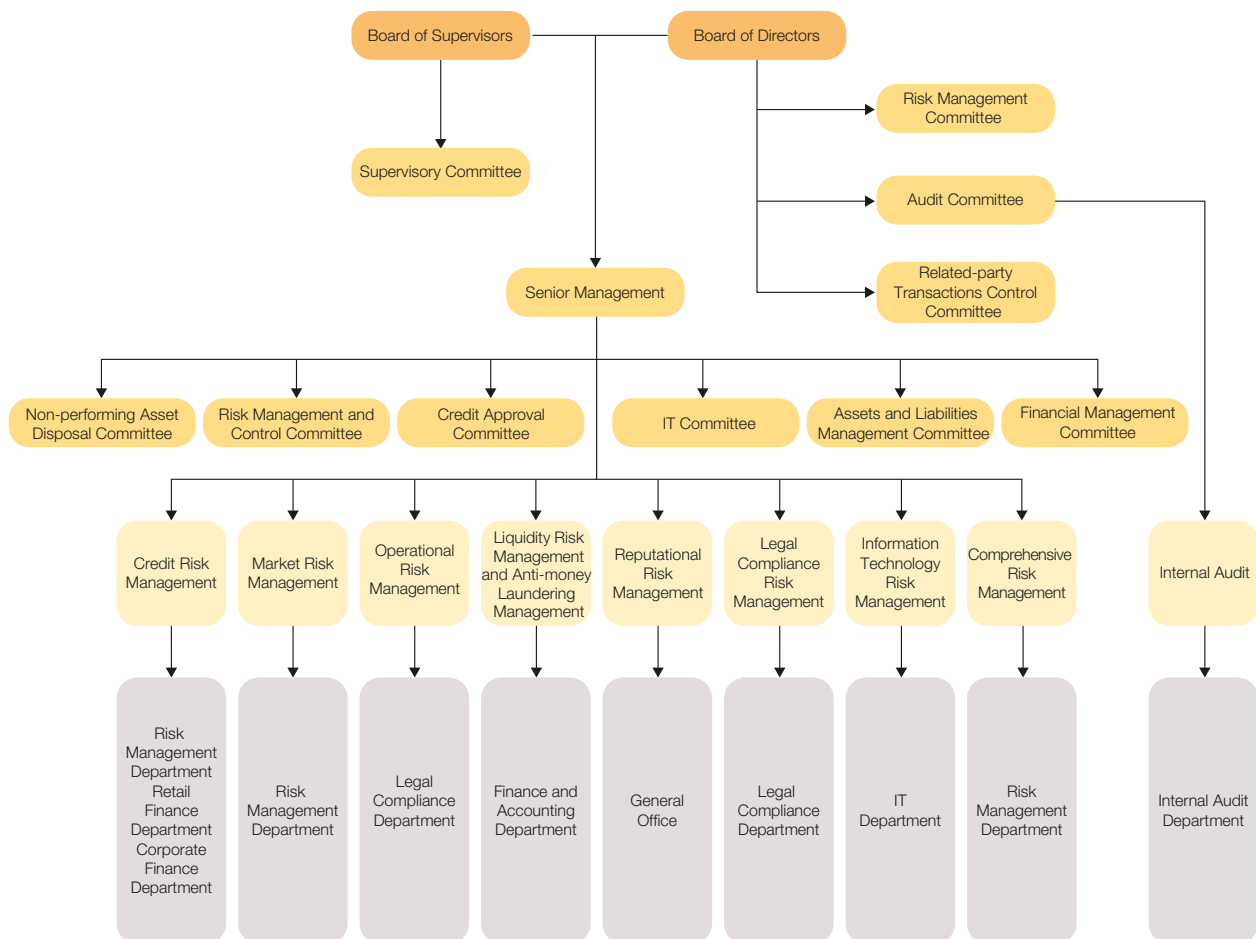 Board of Supervisors
Board of Directors
Risk Management
Committee
Supervisory Committee
Audit Committee
Senior Management
Related-party
Transactions Control
Committee
Non-performing Asset
Disposal Committee
Risk Management and
Control Committee
Credit Approval
Committee
IT Committee
Assets and Liabilities
Management Committee
Financial Management
Committee
Credit Risk
Management
Market Risk
Management
Operational
Risk
Management
Liquidity Risk
Management
and Anti-money
Laundering
Management
Reputational
Risk
Management
Legal
Compliance
Risk
Management
Information
Technology
Risk
Management
Comprehensive
Risk
Management
Internal Audit
Risk
Management
Department
Retail
Finance
Department
Corporate
Finance
Department
Risk
Management
Department
Legal
Compliance
Department
Finance and
Accounting
Department
General
Office
Legal
Compliance
Department
IT
Department
Risk
Management
Department
Internal Audit
Department